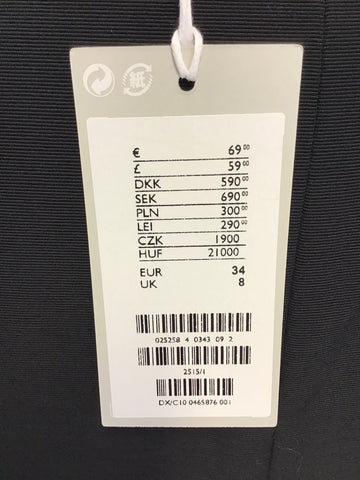 紙
€ 69 00
£ 59 00
DKK 590 00
SEK 690 00
PLN 300 00
LEI 290 00
CZK 1900
HUF 21000
EUR 34
UK 8
025258 4 0343 09 2
2515/1
DX/C10 0465876 001